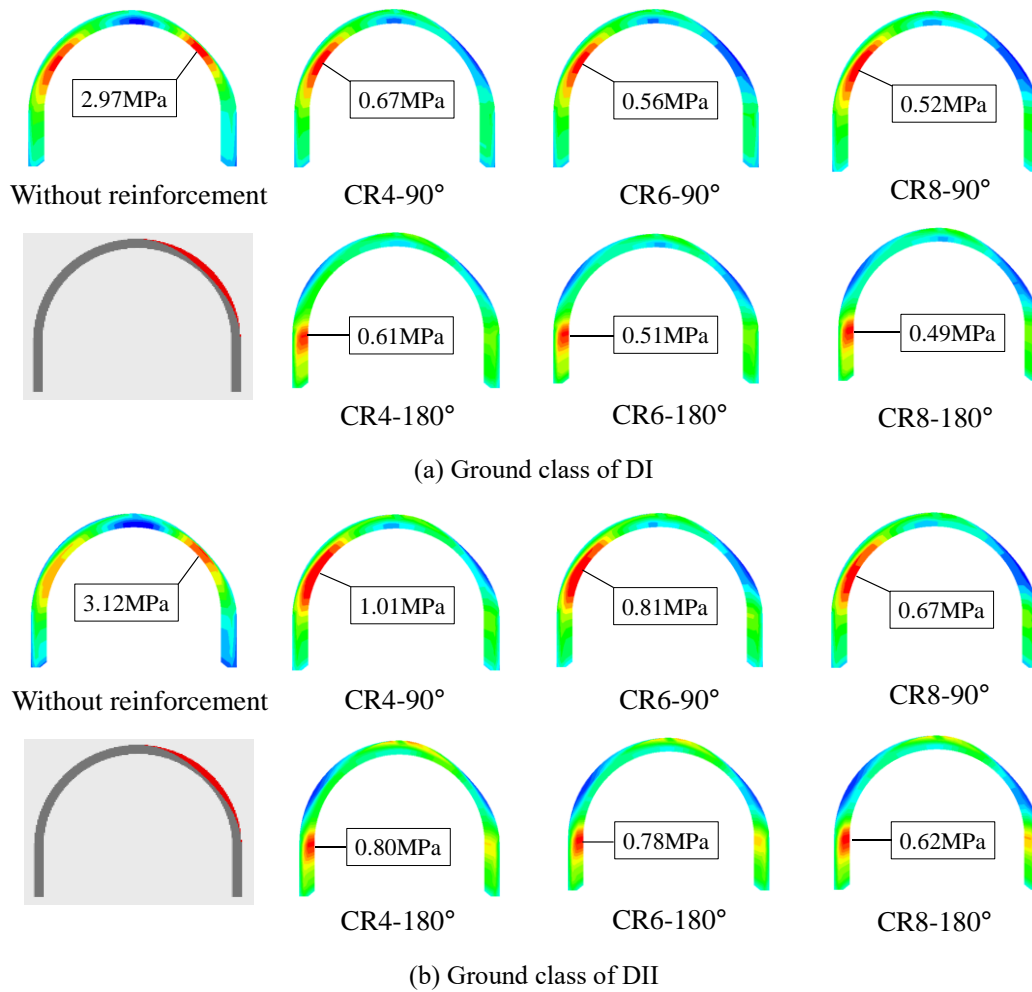 2.97MPa
0.67MPa
0.56MPa
0.52MPa
Without reinforcement
CR4-90°
CR6-90°
CR8-90°
0.61MPa
0.51MPa
0.49MPa
CR4-180°
CR6-180°
CR8-180°
(a) Ground class of DI
3.12MPa
1.01MPa
0.81MPa
0.67MPa
Without reinforcement
CR4-90°
CR6-90°
CR8-90°
0.80MPa
0.78MPa
0.62MPa
CR4-180°
CR6-180°
CR8-180°
(b) Ground class of DII